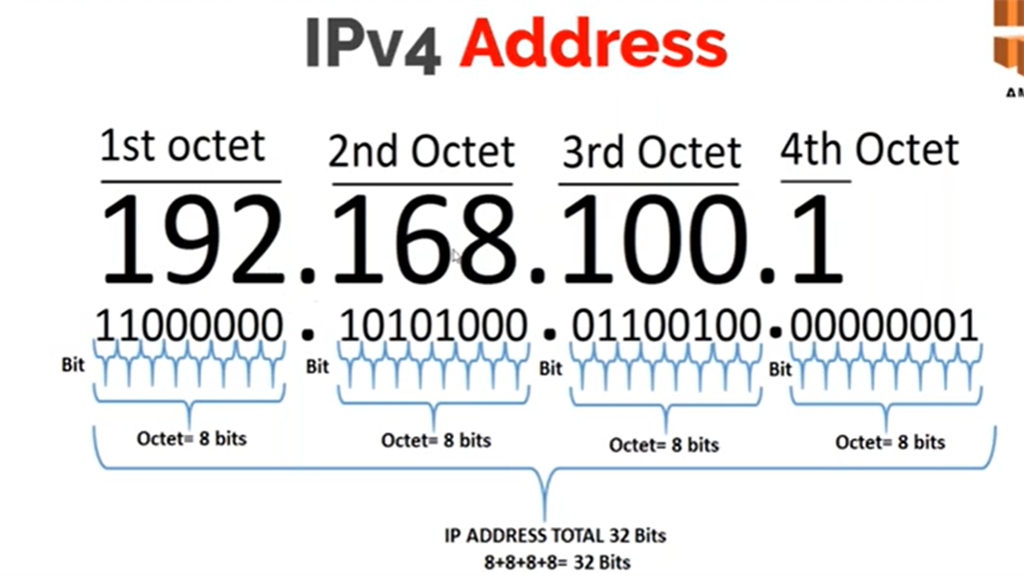 IPv4 Address
1st octet 2nd Octet 3rd Octet 4th Octet
192.168.100.1
11000000 . 10101000 . 01100100 . 00000001
Bit Bit Bit Bit
Octet= 8 bits Octet= 8 bits Octet= 8 bits Octet= 8 bits
IP ADDRESS TOTAL 32 Bits
8+8+8+8= 32 Bits